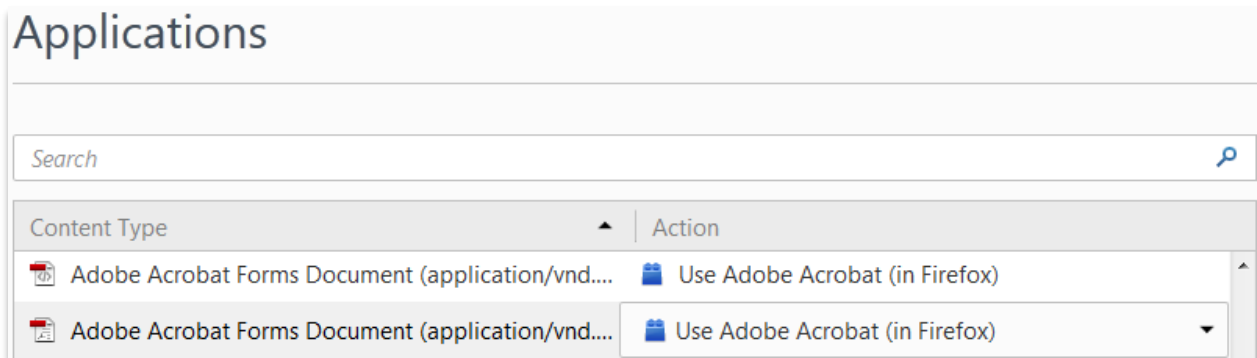 Applications
Search
Content Type Action
Adobe Acrobat Forms Document (application/vnd.... Use Adobe Acrobat (in Firefox)
Adobe Acrobat Forms Document (application/vnd.... Use Adobe Acrobat (in Firefox)